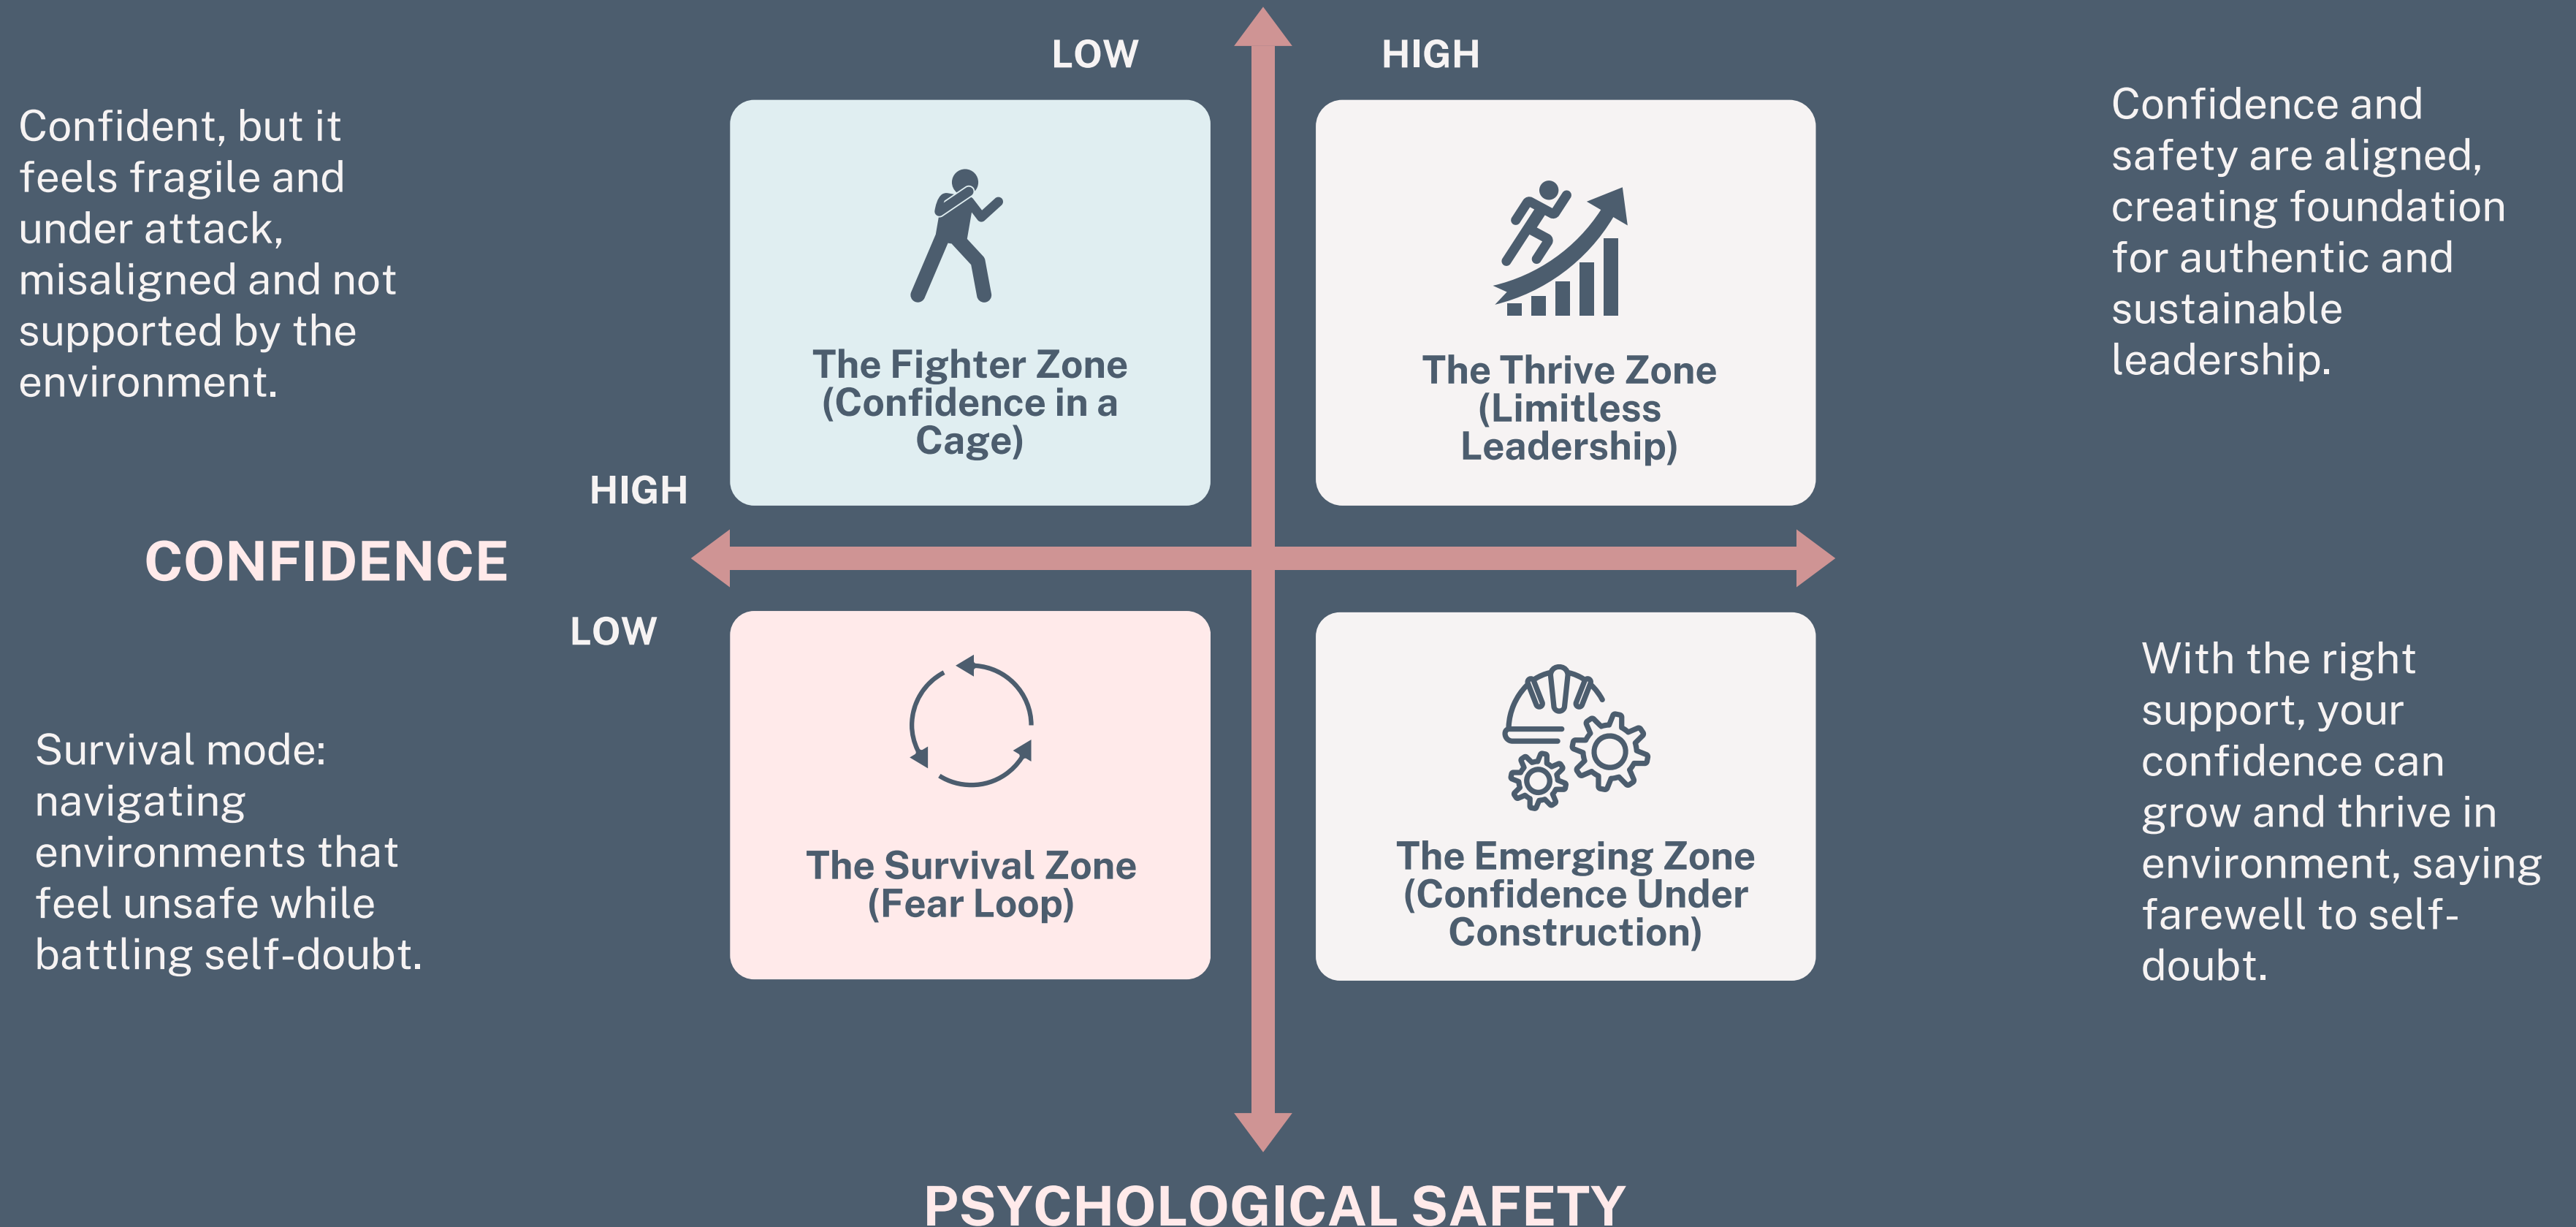 LOW
HIGH
Confident, but it
feels fragile and
under attack,
misaligned and not
supported by the
environment.
The Fighter Zone
(Confidence in a
Cage)
The Thrive Zone
(Limitless
Leadership)
Confidence and
safety are aligned,
creating foundation
for authentic and
sustainable
leadership.
HIGH
CONFIDENCE
LOW
Survival mode:
navigating
environments that
feel unsafe while
battling self-doubt.
The Survival Zone
(Fear Loop)
The Emerging Zone
(Confidence Under
Construction)
With the right
support, your
confidence can
grow and thrive in
environment, saying
farewell to self-
doubt.
PSYCHOLOGICAL SAFETY